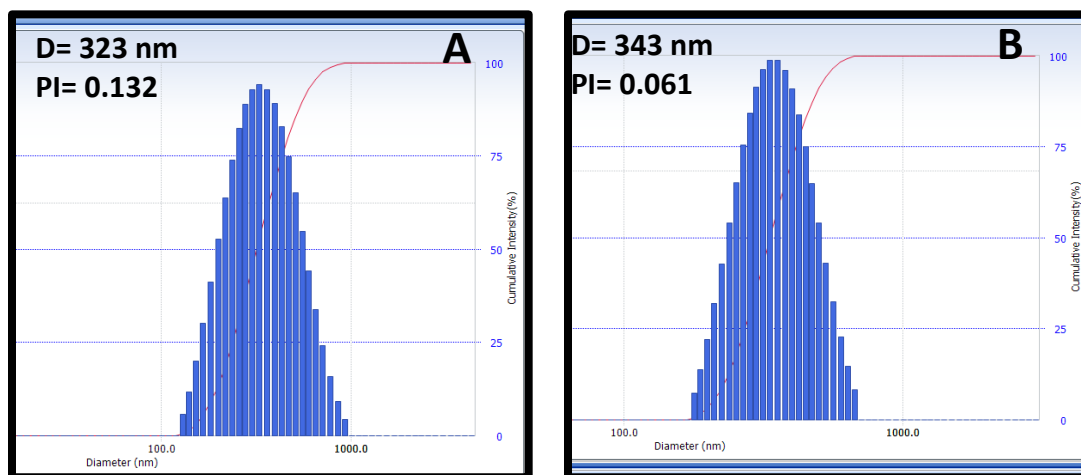 D= 323 nm
PI= 0.132
A
100
75
50
25
0
Cumulative Intensity(%)
100.0
1000.0
Diameter (nm)
D= 343 nm
PI= 0.061
B
100
75
50
25
0
Cumulative Intensity(%)
100.0
1000.0
Diameter (nm)